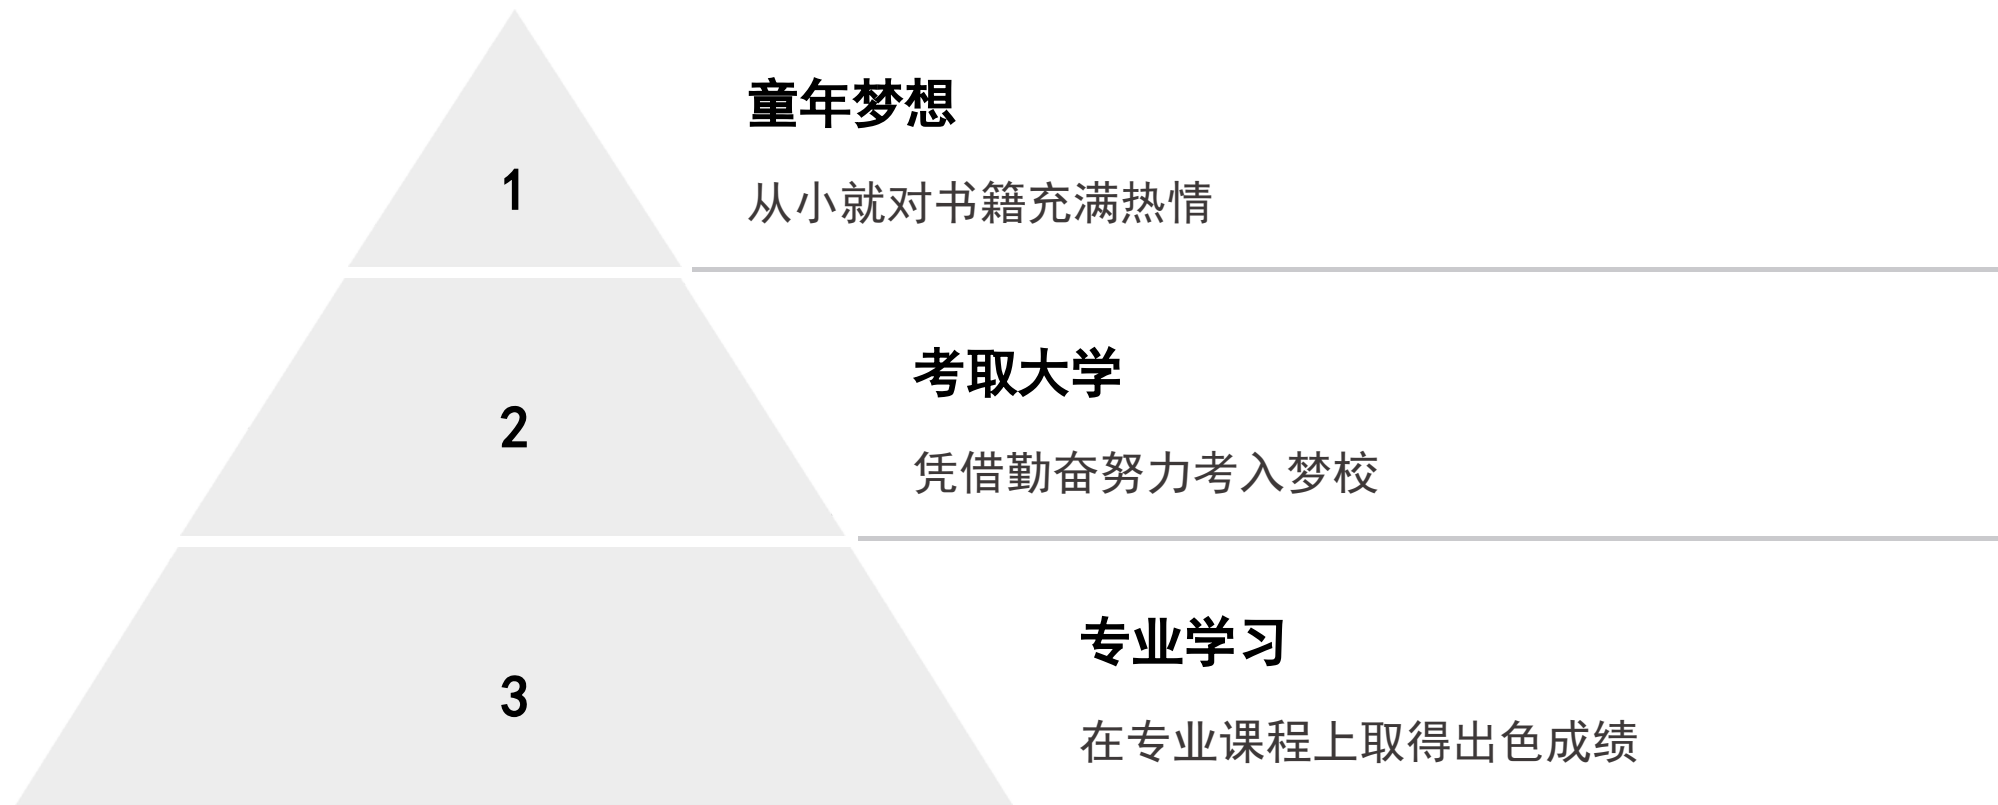 1
童年梦想
从小就对书籍充满热情
2
考取大学
凭借勤奋努力考入梦校
3
专业学习
在专业课程上取得出色成绩